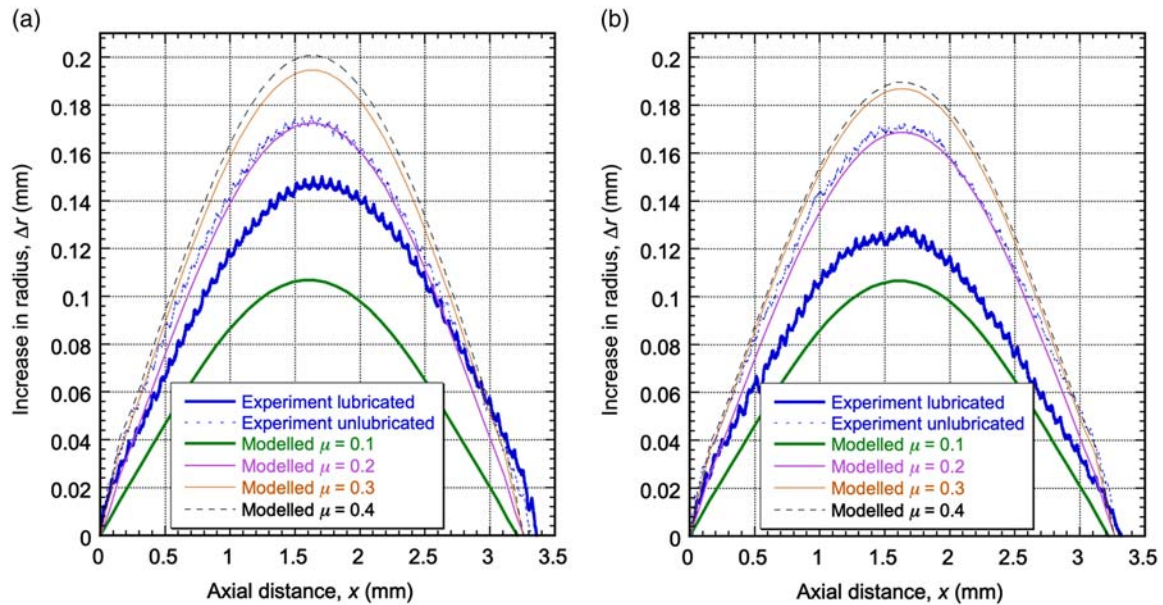 (a)
Increase in radius, Δr (mm)
0.2
0.18
0.16
0.14
0.12
0.1
0.08
0.06
0.04
0.02
0
Experiment lubricated
Experiment unlubricated
Modelled μ = 0.1
Modelled μ = 0.2
Modelled μ = 0.3
Modelled μ = 0.4
0 0.5 1 1.5 2 2.5 3 3.5
Axial distance, x (mm)
(b)
Increase in radius, Δr (mm)
0.2
0.18
0.16
0.14
0.12
0.1
0.08
0.06
0.04
0.02
0
Experiment lubricated
Experiment unlubricated
Modelled μ = 0.1
Modelled μ = 0.2
Modelled μ = 0.3
Modelled μ = 0.4
0 0.5 1 1.5 2 2.5 3 3.5
Axial distance, x (mm)